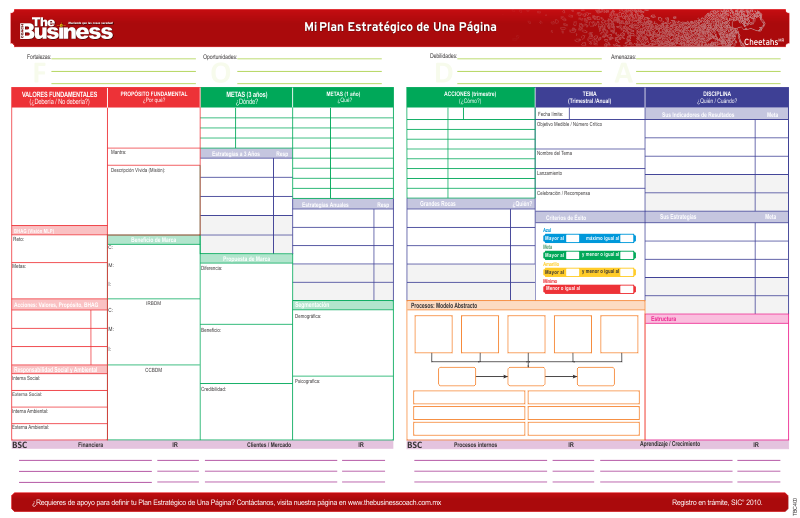 The Business
Mi Plan Estratégico de Una Página
CheetahsMR
Fortalezas:
Oportunidades:
Debilidades:
Amenazas:
F
O
D
A
VALORES FUNDAMENTALES
(¿Debería / No debería?)
PROPÓSITO FUNDAMENTAL
¿Por qué?
METAS (3 años)
¿Dónde?
METAS (1 año)
¿Qué?
ACCIONES (trimestre)
(¿Cómo?)
TEMA
(Trimestral /Anual)
DISCIPLINA
¿Quién / Cuándo?
Fecha límite:
Sus Indicadores de Resultados
Meta
Objetivo Medible / Número Crítico
Mantra:
Estrategias a 3 Años
Resp
Nombre del Tema
Descripción Vívida (Misión):
Lanzamiento
Celebración / Recompensa
Estrategias Anuales
Resp
Grandes Rocas
¿Quién?
Criterios de Éxito
Sus Estrategias
Meta
BHAG (Visión M.P)
Reto:
Beneficio de Marca
C:
M:
I:
Azul
Mayor al
máximo igual al
Meta
Mayor al
y menor o igual al
Amarillo
Mayor al
y menor o igual al
Mínimo
Menor o igual al
Propuesta de Marca
Diferencia:
Metas:
Acciones: Valores, Propósito, BHAG
IRBDM
C:
M:
I:
Segmentación
Demográfica:
Procesos: Modelo Abstracto
Estructura
Beneficio:
Responsabilidad Social y Ambiental
CCBDM
Interna Social:
Externa Social:
Interna Ambiental:
Externa Ambiental:
Credibilidad:
Psicográfica:
BSC
Financiera
IR
Clientes / Mercado
IR
BSC
Procesos internos
IR
Aprendizaje / Crecimiento
IR
¿Requieres de apoyo para definir tu Plan Estratégico de Una Página? Contáctanos, visita nuestra página en www.thebusinesscoach.com.mx
Registro en trámite, SIC° 2010.